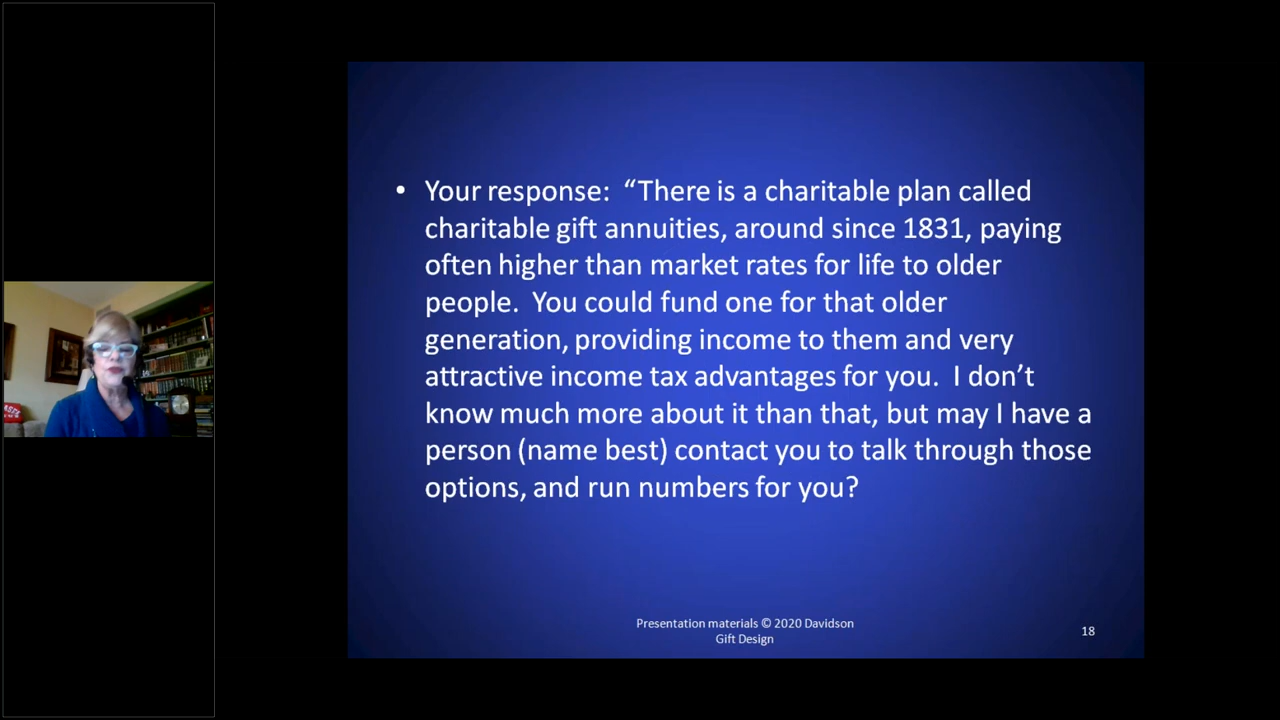 • Your response: “There is a charitable plan called
charitable gift annuities, around since 1831, paying
often higher than market rates for life to older
people. You could fund one for that older
generation, providing income to them and very
attractive income tax advantages for you. I don’t
know much more about it than that, but may I have a
person (name best) contact you to talk through those
options, and run numbers for you?
Presentation materials © 2020 Davidson
Gift Design
18